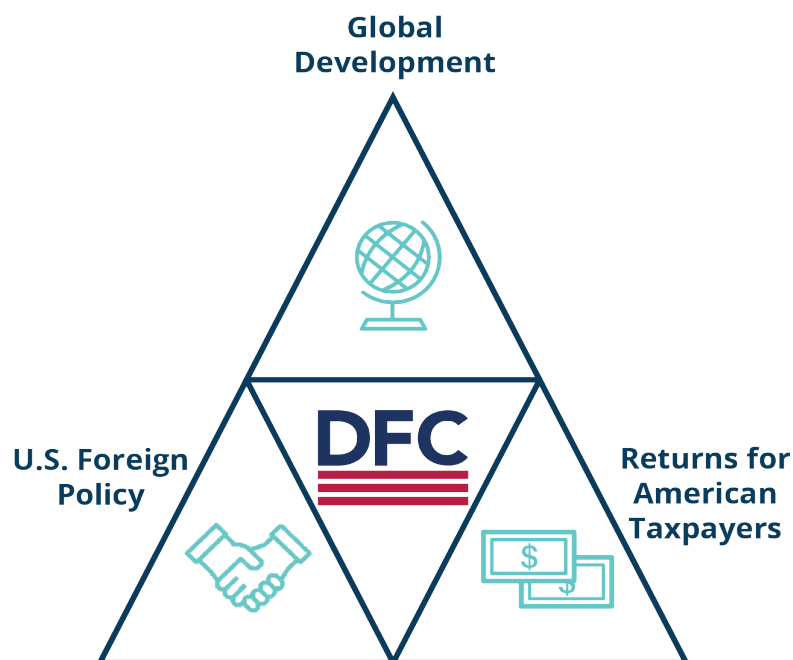 Global
Development
DFC
U.S. Foreign
Policy
Returns for
American
Taxpayers
$
$